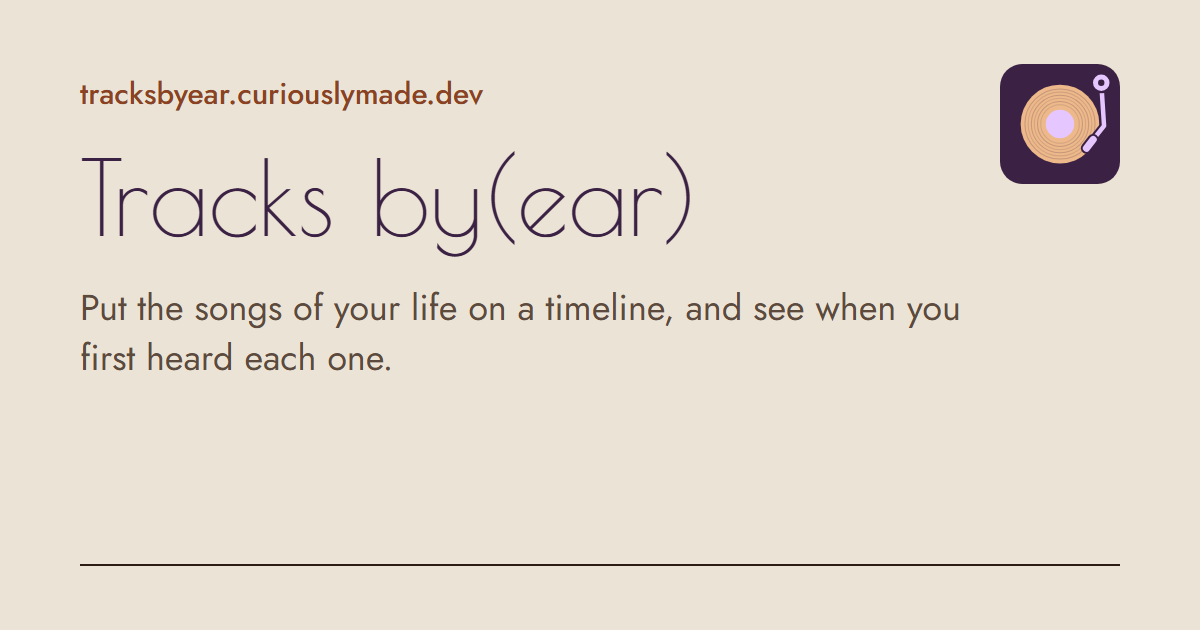 tracksbyear.curiouslymade.dev
Tracks by(ear)
Put the songs of your life on a timeline, and see when you
first heard each one.